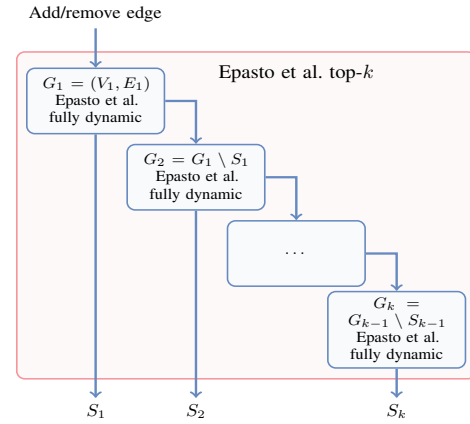 Add/remove edge
Epasto et al. top-k
G₁ = (V₁, E₁)
Epasto et al.
fully dynamic
G₂ = G₁ \ S₁
Epasto et al.
fully dynamic
...
Gₖ =
Gₖ₋₁ \ Sₖ₋₁
Epasto et al.
fully dynamic
S₁ S₂ Sₖ